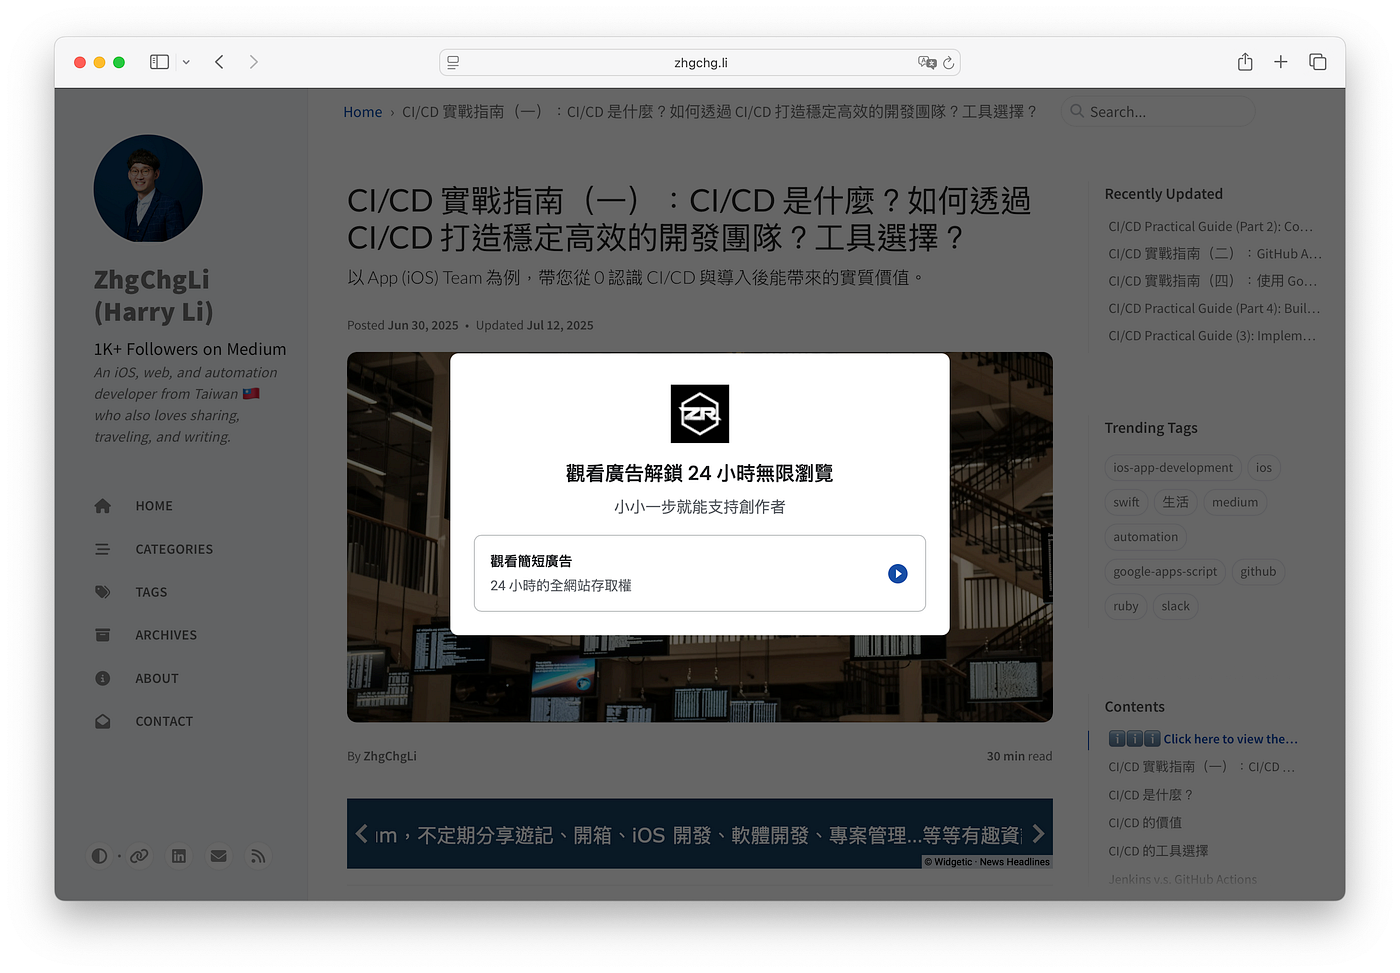 zhgchg.li
Home › CI/CD 實戰指南（一）：CI/CD 是什麼？如何透過 CI/CD 打造穩定高效的開發團隊？工具選擇？
Search...
ZhgChgLi
(Harry Li)
1K+ Followers on Medium
An iOS, web, and automation
developer from Taiwan 🇹🇼
who also loves sharing,
traveling, and writing.
HOME
CATEGORIES
TAGS
ARCHIVES
ABOUT
CONTACT
CI/CD 實戰指南（一）：CI/CD 是什麼？如何透過
CI/CD 打造穩定高效的開發團隊？工具選擇？
以 App (iOS) Team 為例，帶您從 0 認識 CI/CD 與導入後能帶來的實質價值。
Posted Jun 30, 2025 • Updated Jul 12, 2025
ZR
觀看廣告解鎖 24 小時無限瀏覽
小小一步就能支持創作者
觀看簡短廣告
24 小時的全網站存取權
By ZhgChgLi
30 min read
um，不定期分享遊記、開箱、iOS 開發、軟體開發、專案管理...等等有趣資
© Widgetic · News Headlines
Recently Updated
CI/CD Practical Guide (Part 2): Co...
CI/CD 實戰指南（二）：GitHub A...
CI/CD 實戰指南（四）：使用 Go...
CI/CD Practical Guide (Part 4): Buil...
CI/CD Practical Guide (3): Implem...
Trending Tags
ios-app-development ios
swift 生活 medium
automation
google-apps-script github
ruby slack
Contents
ℹ️ℹ️ℹ️ Click here to view the...
CI/CD 實戰指南（一）：CI/CD ...
CI/CD 是什麼？
CI/CD 的價值
CI/CD 的工具選擇
Jenkins v.s. GitHub Actions